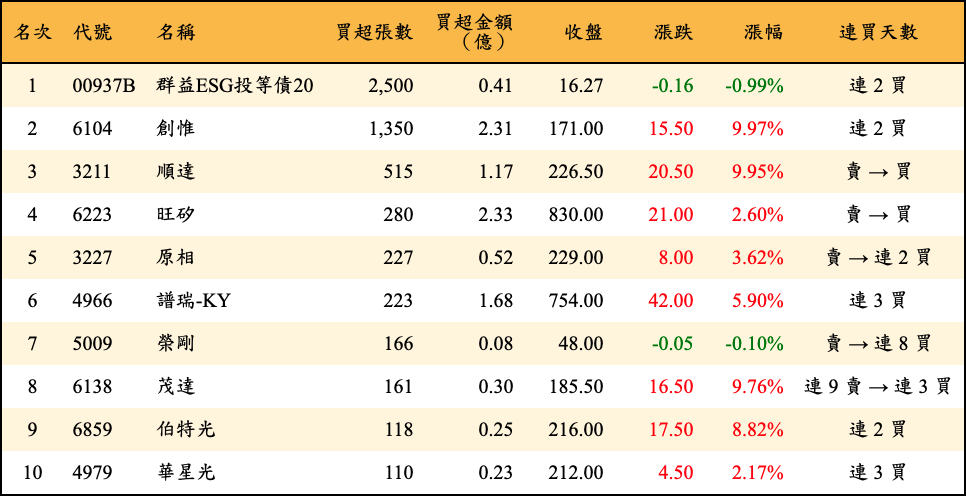 名次 代號 名稱 買超張數 買超金額（億） 收盤 漲跌 漲幅 連買天數
1 00937B 群益ESG投等債20 2,500 0.41 16.27 -0.16 -0.99% 連 2 買
2 6104 創惟 1,350 2.31 171.00 15.50 9.97% 連 2 買
3 3211 順達 515 1.17 226.50 20.50 9.95% 賣 → 買
4 6223 旺矽 280 2.33 830.00 21.00 2.60% 賣 → 買
5 3227 原相 227 0.52 229.00 8.00 3.62% 賣 → 連 2 買
6 4966 譜瑞-KY 223 1.68 754.00 42.00 5.90% 連 3 買
7 5009 榮剛 166 0.08 48.00 -0.05 -0.10% 賣 → 連 8 買
8 6138 茂達 161 0.30 185.50 16.50 9.76% 連 9 賣 → 連 3 買
9 6859 伯特光 118 0.25 216.00 17.50 8.82% 連 2 買
10 4979 華星光 110 0.23 212.00 4.50 2.17% 連 3 買